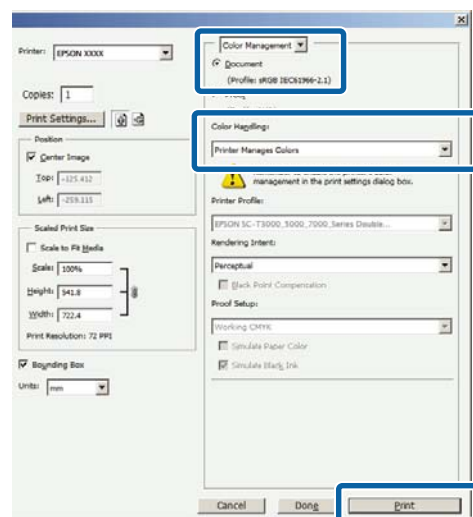 Printer: EPSON XXXX
Copies: 1
Print Settings...
Position
Center Image
Top: -125.412
Left: -259.115
Scaled Print Size
Scale to Fit Media
Scale: 100%
Height: 541.8
Width: 722.4
Print Resolution: 72 PPI
Bounding Box
Units: mm
Color Management
Document
(Profile: sRGB IEC61966-2.1)
Color Handling:
Printer Manages Colors
management in the print settings dialog box.
Printer Profile:
EPSON SC-T3000_5000_7000_Series Double...
Rendering Intent:
Perceptual
Black Point Compensation
Proof Setup:
Working CMYK
Simulate Paper Color
Simulate Black Ink
Cancel
Done
Print